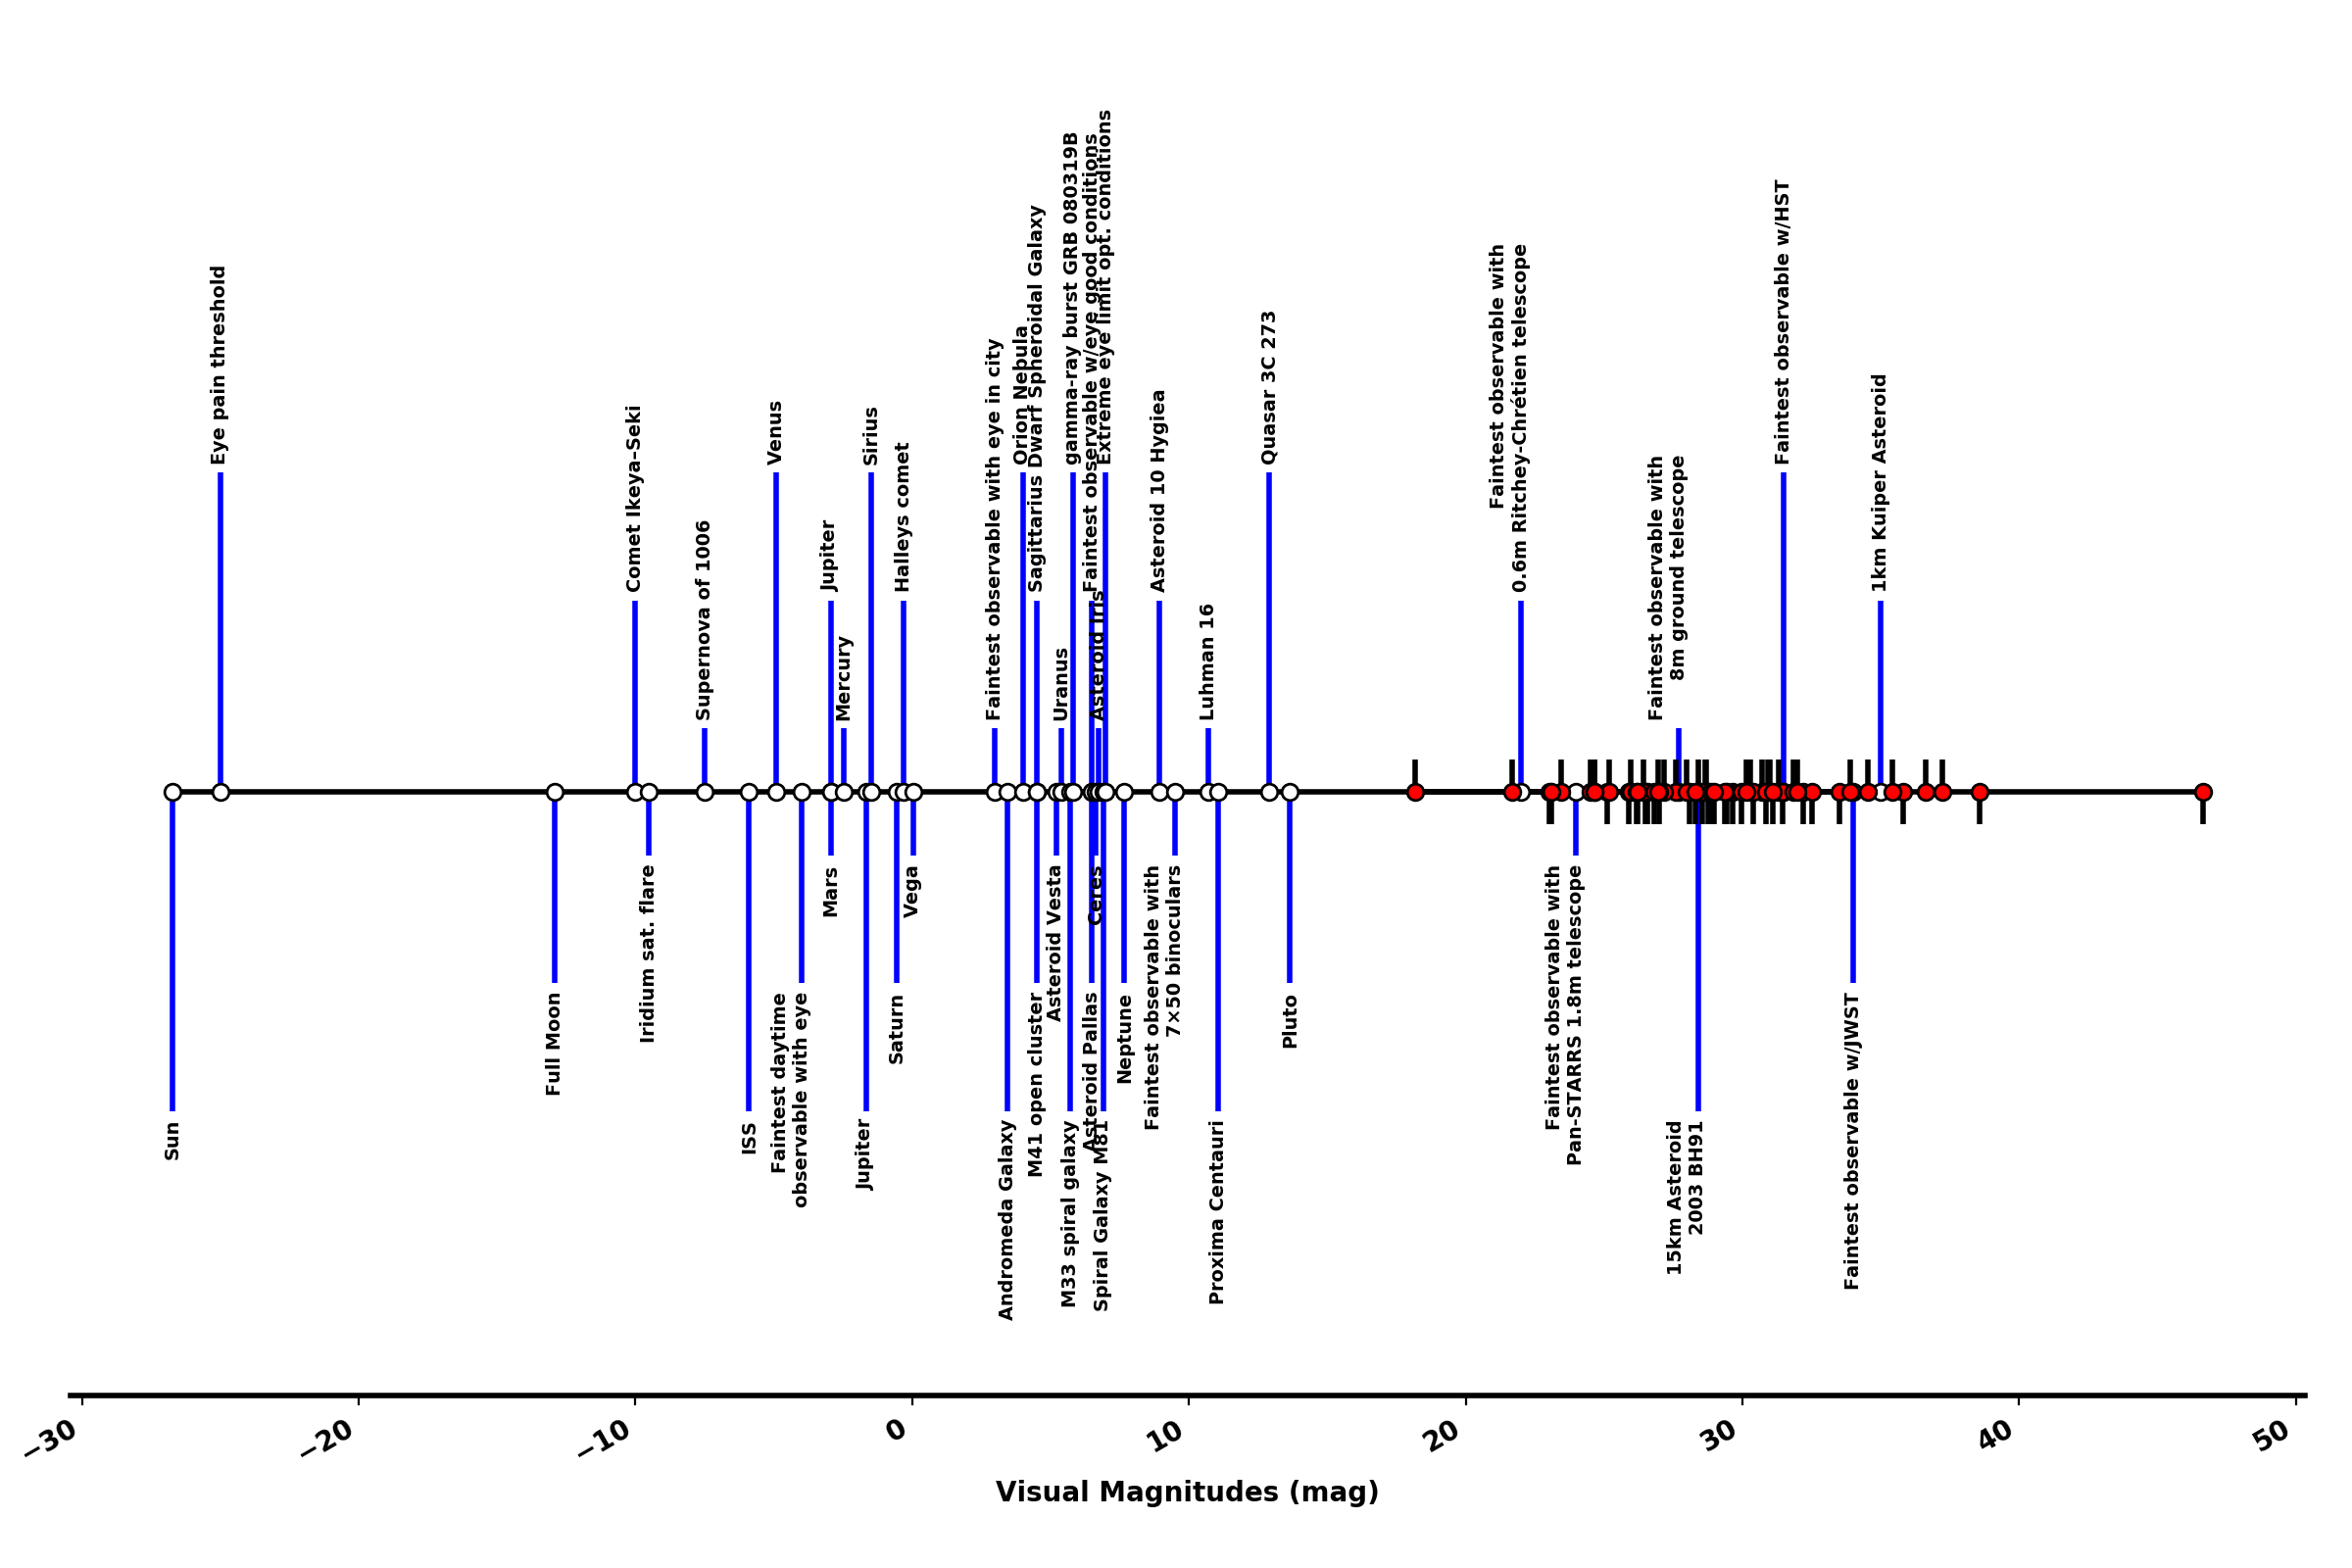 Eye pain threshold
Comet Ikeya–Seki
Supernova of 1006
Venus
Jupiter
Mercury
Sirius
Halleys comet
Faintest observable with eye in city
Orion Nebula
Sagittarius Dwarf Spheroidal Galaxy
Uranus
gamma-ray burst GRB 080319B
Faintest observable w/eye good conditions
Asteroid Iris
Extreme eye limit opt. conditions
Asteroid 10 Hygiea
Luhman 16
Quasar 3C 273
Faintest observable with
0.6m Ritchey-Chrétien telescope
Faintest observable with
8m ground telescope
Faintest observable w/HST
1km Kuiper Asteroid
Sun
Full Moon
Iridium sat. flare
ISS
Faintest daytime
observable with eye
Mars
Jupiter
Saturn
Vega
Andromeda Galaxy
M41 open cluster
Asteroid Vesta
M33 spiral galaxy
Asteroid Pallas
Ceres
Spiral Galaxy M81
Neptune
Faintest observable with
7×50 binoculars
Proxima Centauri
Pluto
Faintest observable with
Pan-STARRS 1.8m telescope
15km Asteroid
2003 BH91
Faintest observable w/JWST
−30
−20
−10
0
10
20
30
40
50
Visual Magnitudes (mag)